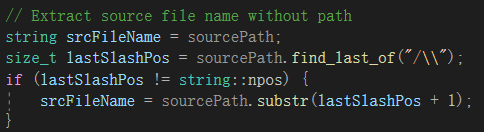 // Extract source file name without path
string srcFileName = sourcePath;
size_t lastSlashPos = sourcePath.find_last_of("/\\");
if (lastSlashPos != string::npos) {
    srcFileName = sourcePath.substr(lastSlashPos + 1);
}